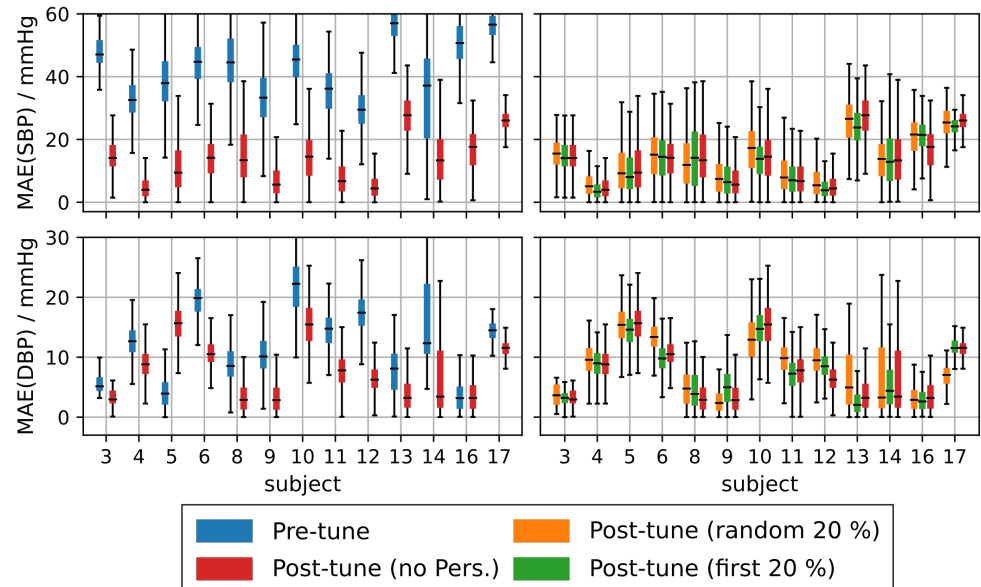 60
40
20
0
MAE(SBP) / mmHg
30
20
10
0
MAE(DBP) / mmHg
3 4 5 6 8 9 10 11 12 13 14 16 17
3 4 5 6 8 9 10 11 12 13 14 16 17
subject
subject
Pre-tune
Post-tune (random 20 %)
Post-tune (no Pers.)
Post-tune (first 20 %)